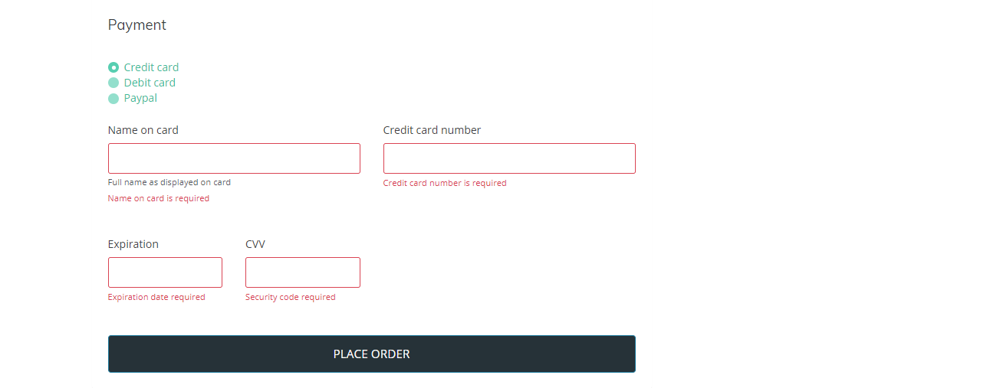 Payment
Credit card
Debit card
Paypal
Name on card
Credit card number
Full name as displayed on card
Credit card number is required
Name on card is required
Expiration
CVV
Expiration date required
Security code required
PLACE ORDER